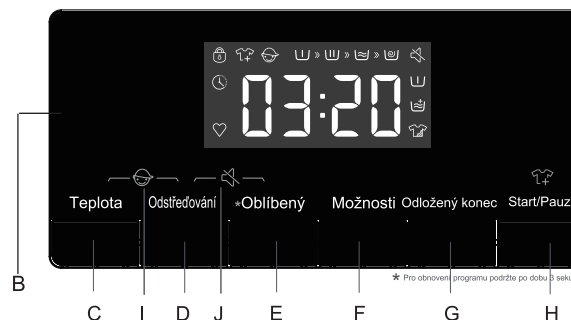 03:20
Teplota Odstřeďování *Oblíbený Možnosti Odložený konec Start/Pauz
* Pro obnovení programu podržte po dobu 3 seku
B
C I D J E F G H